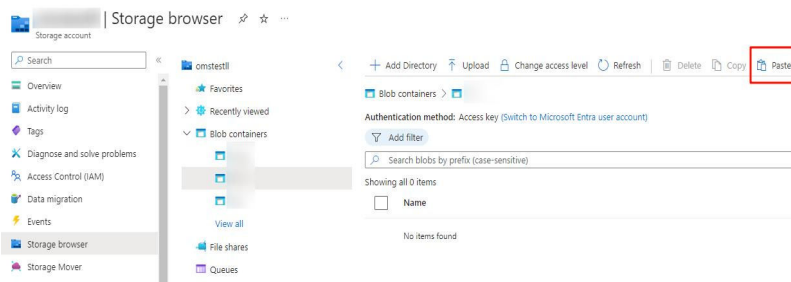 | Storage browser
Storage account
Search
Overview
Activity log
Tags
Diagnose and solve problems
Access Control (IAM)
Data migration
Events
Storage browser
Storage Mover
omstestll
Favorites
Recently viewed
Blob containers
View all
File shares
Queues
Add Directory Upload Change access level Refresh Delete Copy Paste
Blob containers >
Authentication method: Access key (Switch to Microsoft Entra user account)
Add filter
Search blobs by prefix (case-sensitive)
Showing all 0 items
Name
No items found